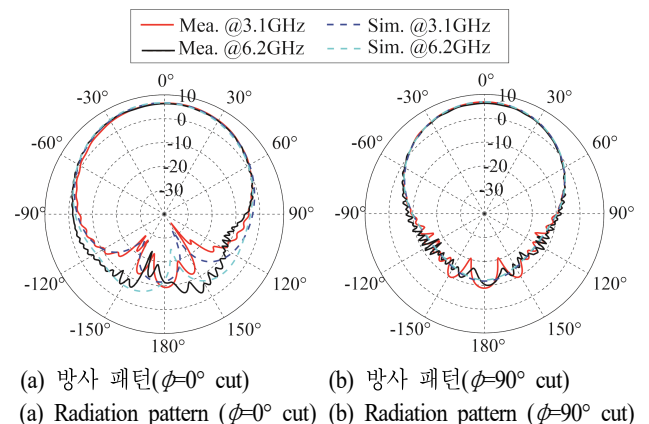 Mea. @3.1GHz Sim. @3.1GHz
Mea. @6.2GHz Sim. @6.2GHz
0° 0°
-30° 10 30° -30° 10 30°
0 0
-60° -10 60° -60° -10 60°
-20 -20
-30 -30
-90° 90° -90° 90°
-120° 120° -120° 120°
-150° 150° -150° 150°
180° 180°
(a) 방사 패턴(ϕ=0° cut) (b) 방사 패턴(ϕ=90° cut)
(a) Radiation pattern (ϕ=0° cut) (b) Radiation pattern (ϕ=90° cut)